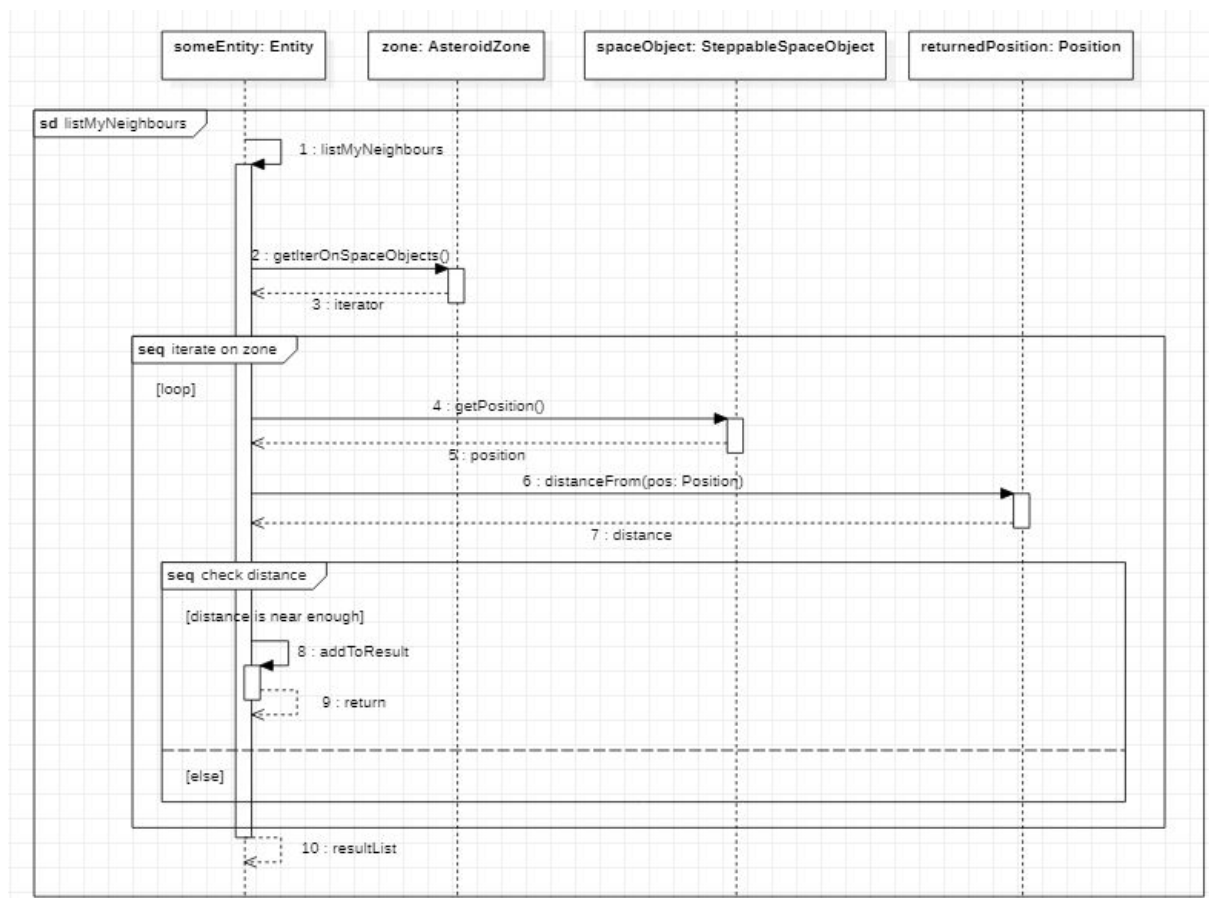 someEntity: Entity
zone: AsteroidZone
spaceObject: SteppableSpaceObject
returnedPosition: Position
sd listMyNeighbours
1 : listMyNeighbours
2 : getIterOnSpaceObjects()
3 : iterator
seq iterate on zone
[loop]
4 : getPosition()
5 : position
6 : distanceFrom(pos: Position)
7 : distance
seq check distance
[distance is near enough]
8 : addToResult
9 : return
[else]
10 : resultList